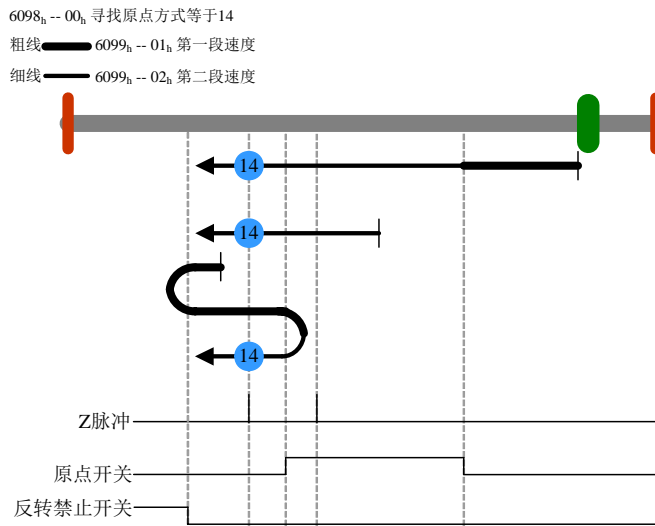 6098h -- 00h 寻找原点方式等于14
粗线 6099h -- 01h 第一段速度
细线 6099h -- 02h 第二段速度
14
14
14
Z脉冲
原点开关
反转禁止开关